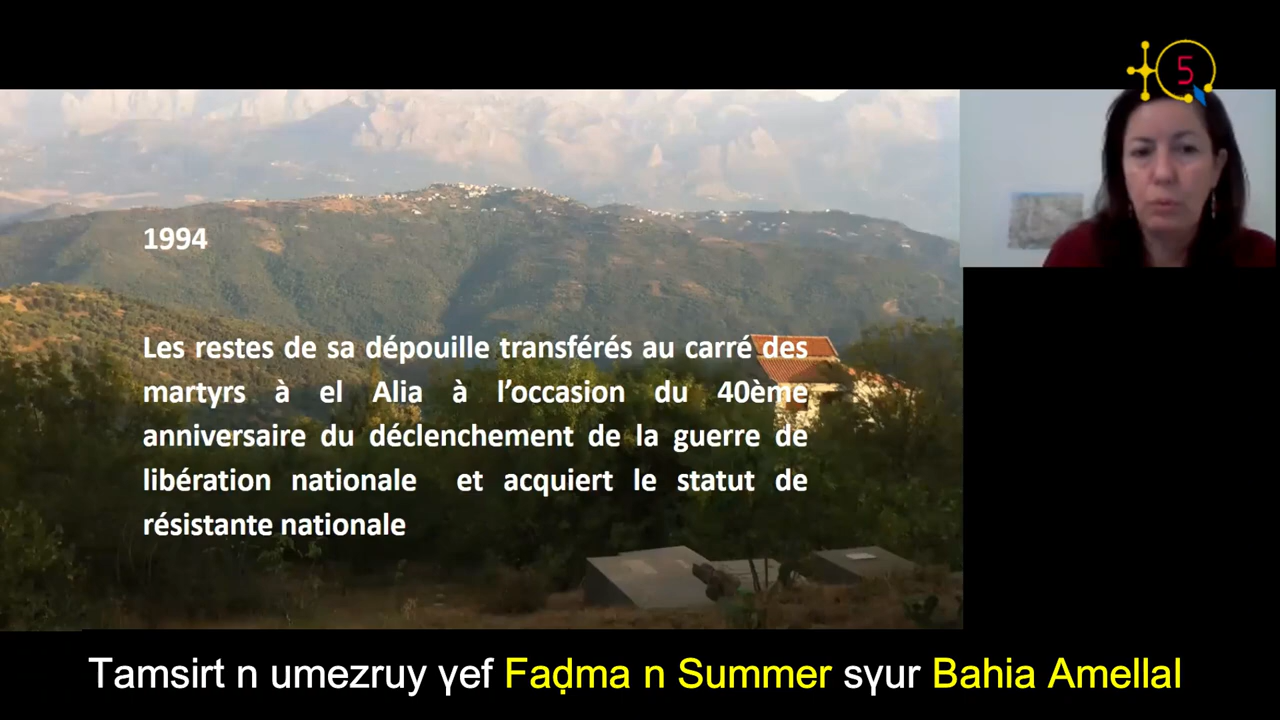 5
1994
Les restes de sa dépouille transférés au carré des
martyrs à el Alia à l’occasion du 40ème
anniversaire du déclenchement de la guerre de
libération nationale et acquiert le statut de
résistante nationale
Tamsirt n umezruy γef Faḍma n Summer sγur Bahia Amellal